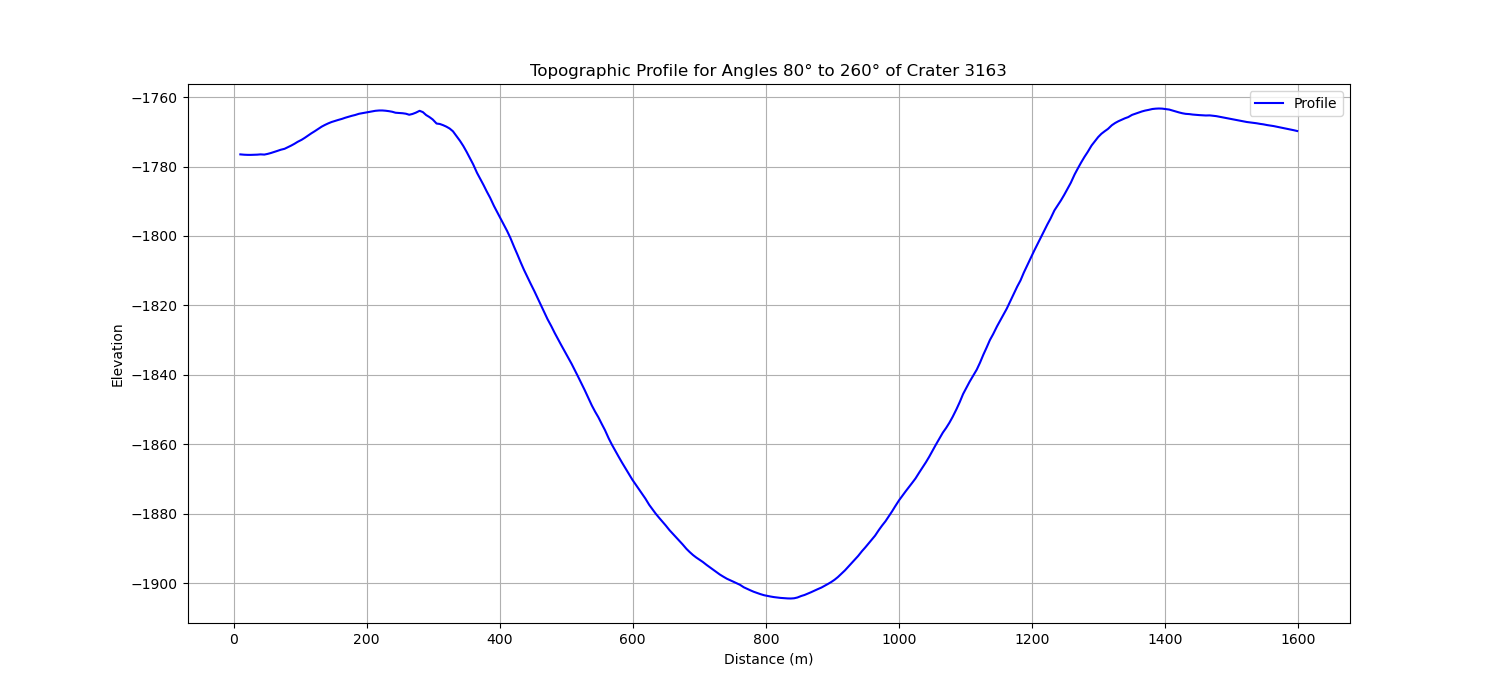 Topographic Profile for Angles 80° to 260° of Crater 3163
Profile
Elevation
−1760
−1780
−1800
−1820
−1840
−1860
−1880
−1900
0 200 400 600 800 1000 1200 1400 1600
Distance (m)